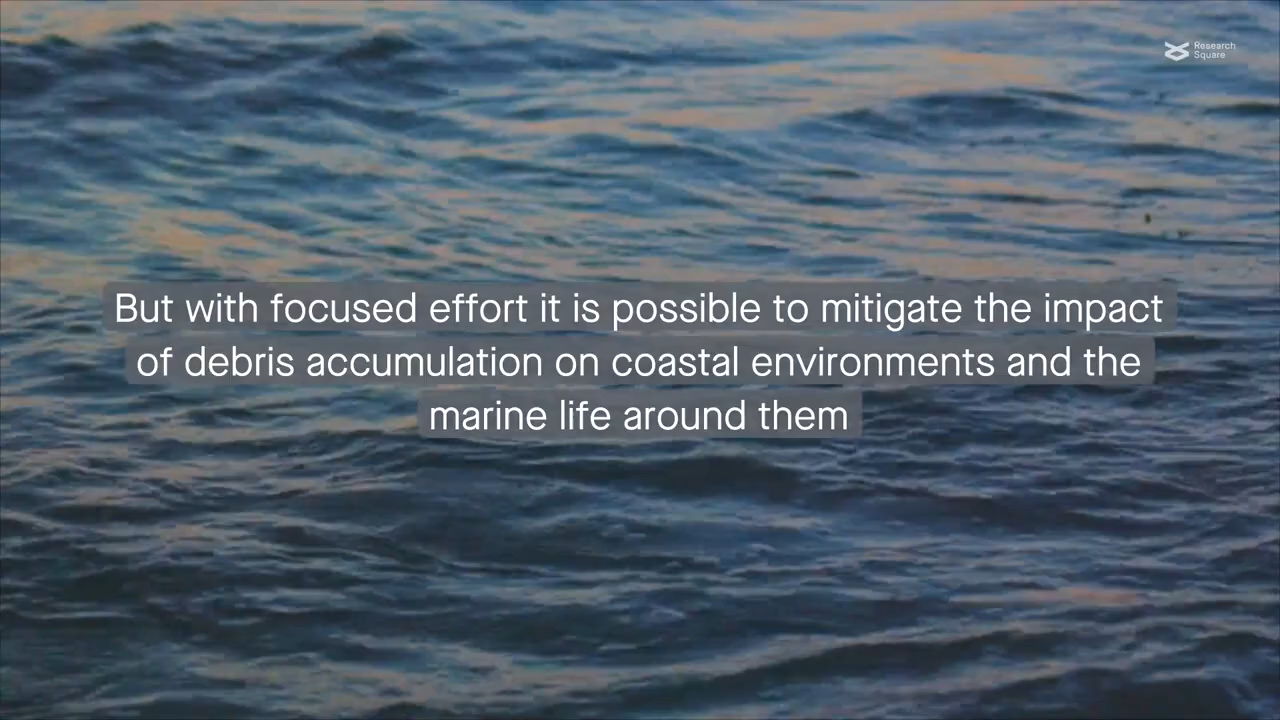 Research
Square
But with focused effort it is possible to mitigate the impact
of debris accumulation on coastal environments and the
marine life around them